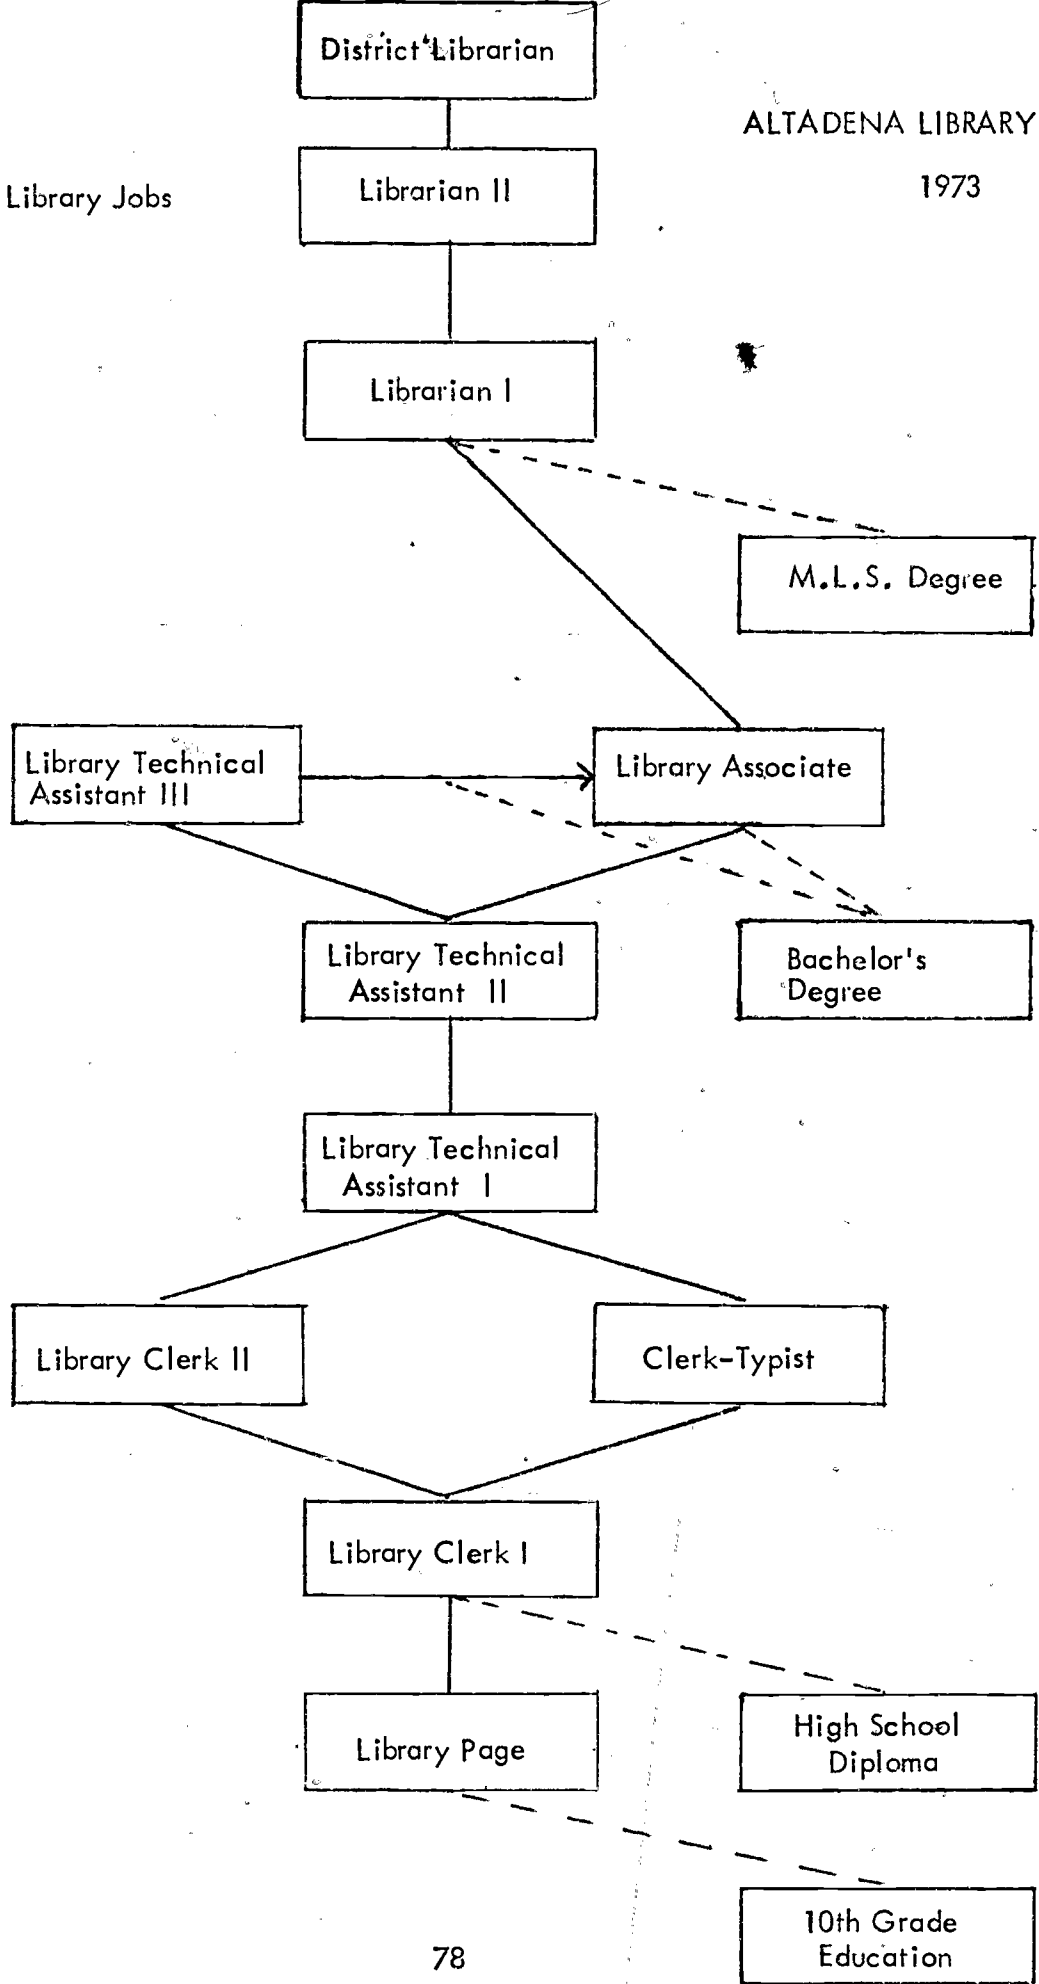 District Librarian
ALTADENA LIBRARY
Library Jobs
Librarian II
1973
Librarian I
M.L.S. Degree
Library Technical
Assistant III
Library Associate
Library Technical
Assistant II
Bachelor's
Degree
Library Technical
Assistant I
Library Clerk II
Clerk-Typist
Library Clerk I
High School
Diploma
Library Page
10th Grade
Education
78